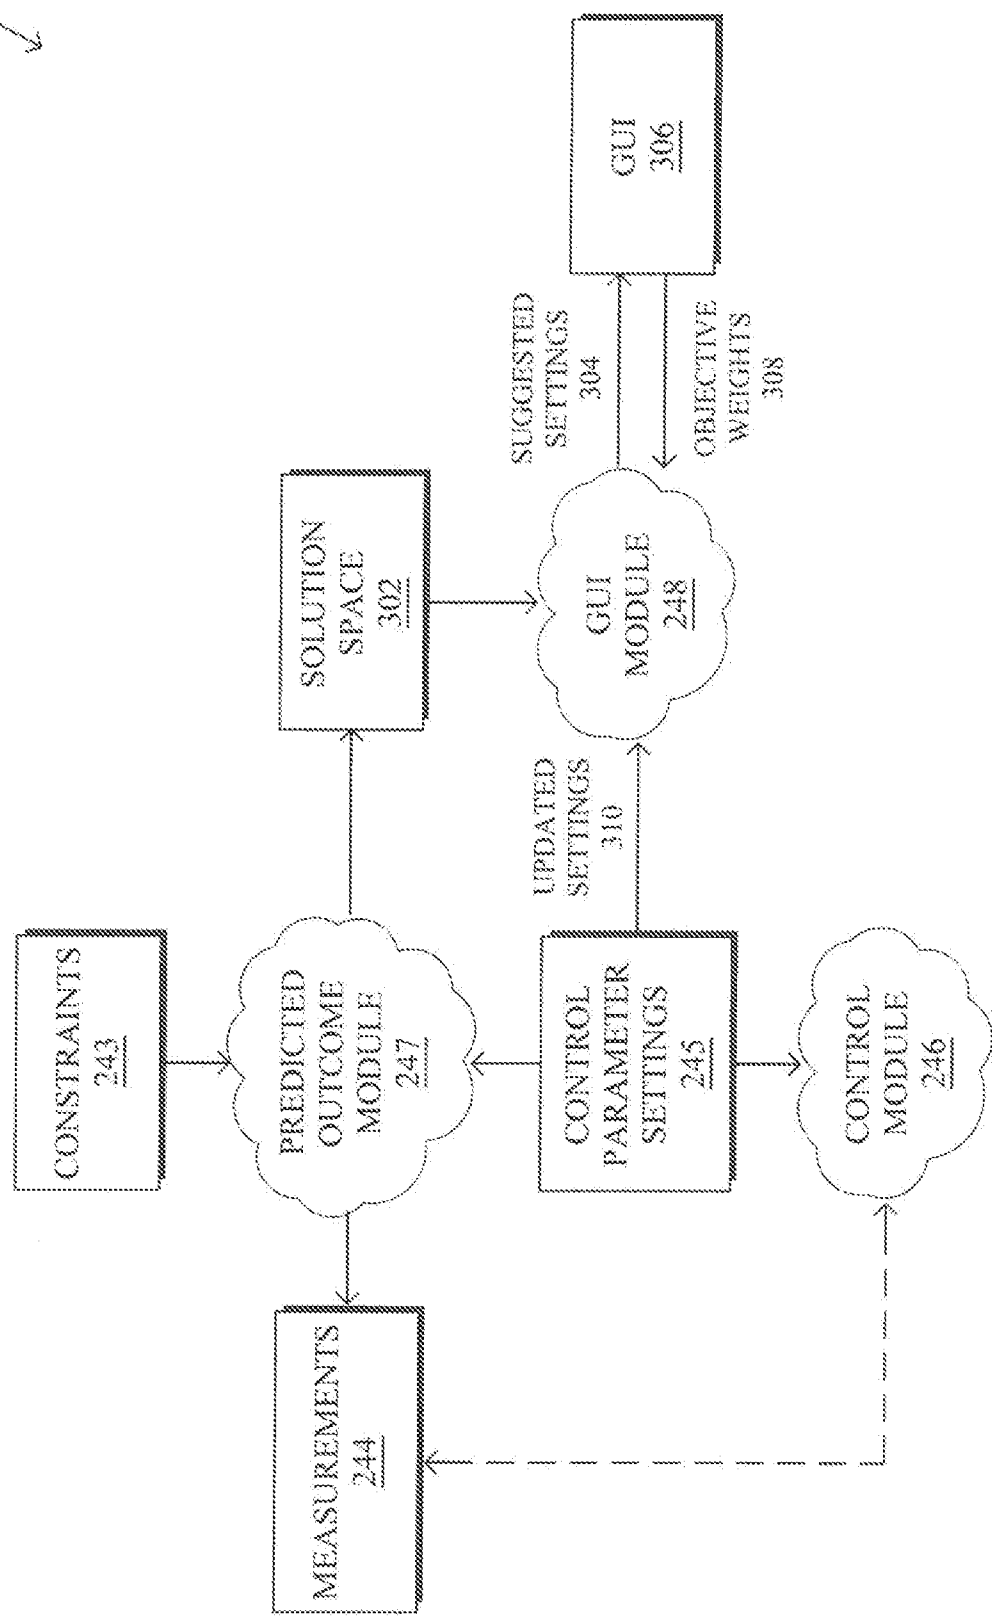 CONSTRAINTS
243
MEASUREMENTS
244
PREDICTED
OUTCOME
MODULE
247
SOLUTION
SPACE
302
CONTROL
PARAMETER
SETTINGS
245
UPDATED
SETTINGS
310
GUI
MODULE
248
SUGGESTED
SETTINGS
304
OBJECTIVE
WEIGHTS
308
GUI
306
CONTROL
MODULE
246